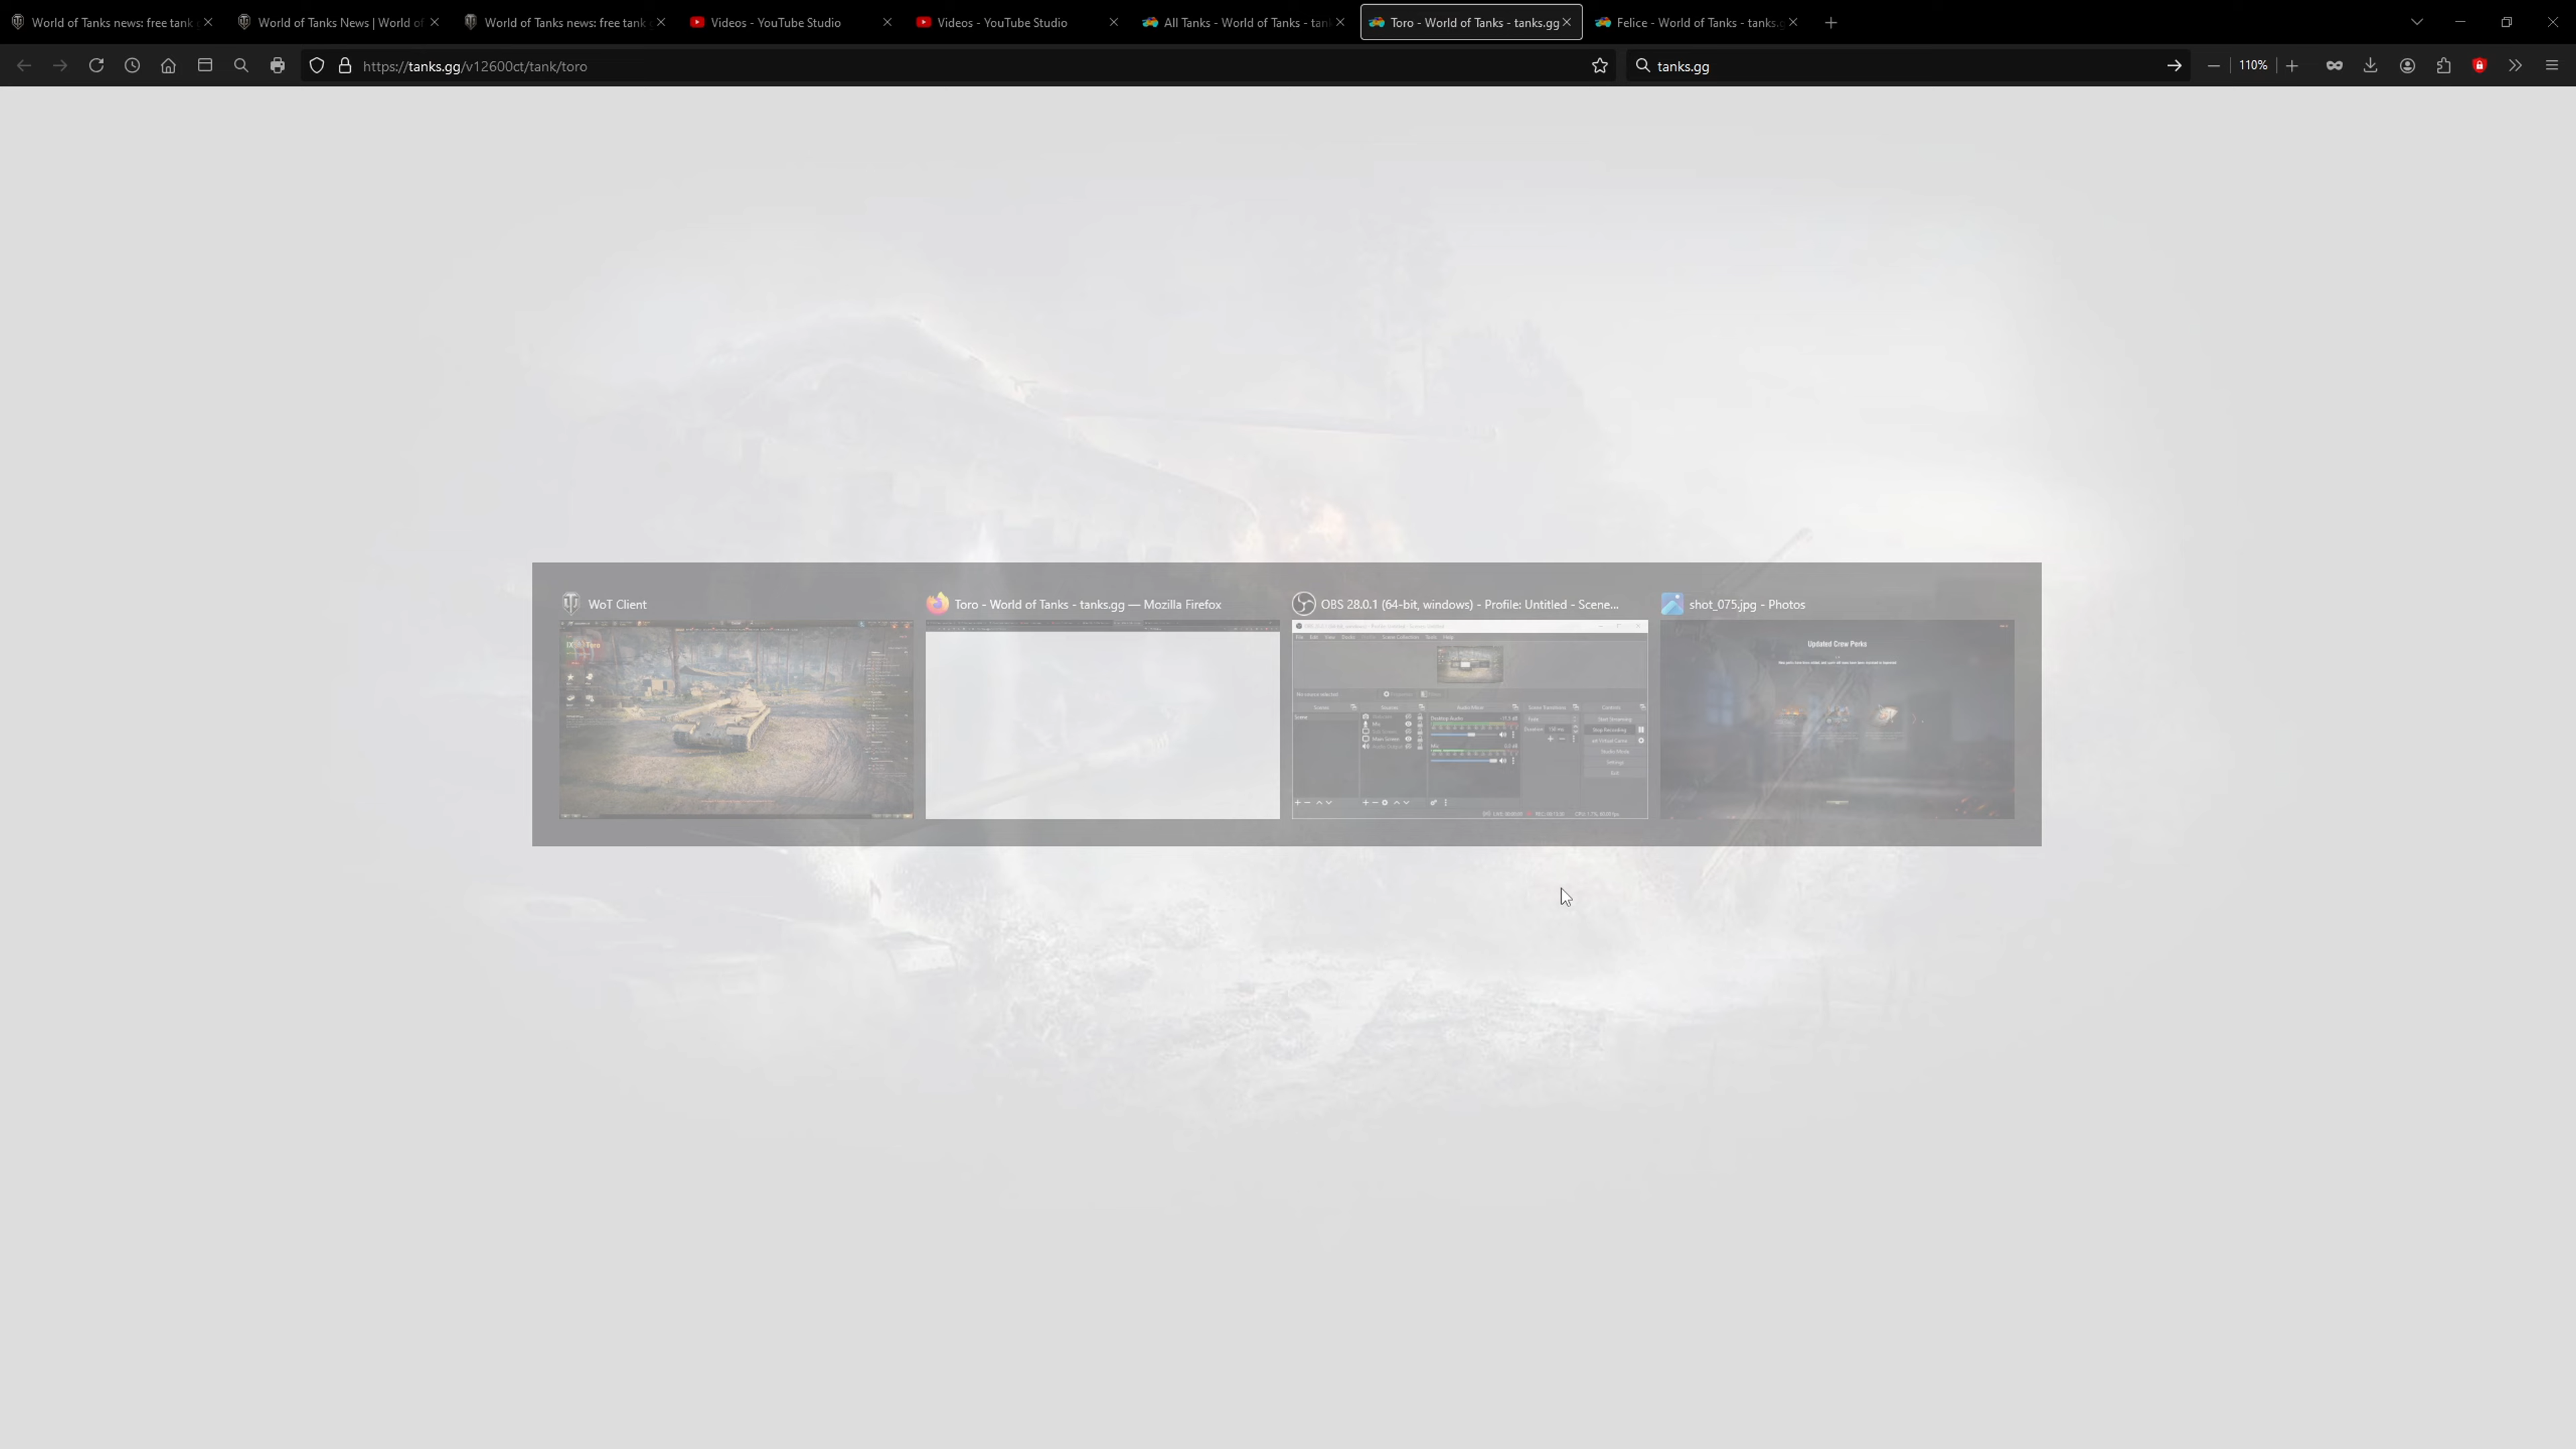 World of Tanks news: free tank
World of Tanks News | World of
World of Tanks news: free tank
Videos - YouTube Studio
Videos - YouTube Studio
All Tanks - World of Tanks - tan
Toro - World of Tanks - tanks.gg
Felice - World of Tanks - tanks.g
https://tanks.gg/v12600ct/tank/toro
tanks.gg
110%
WoT Client
Toro - World of Tanks - tanks.gg — Mozilla Firefox
OBS 28.0.1 (64-bit, windows) - Profile: Untitled - Scene...
shot_075.jpg - Photos
Updated Crew Perks